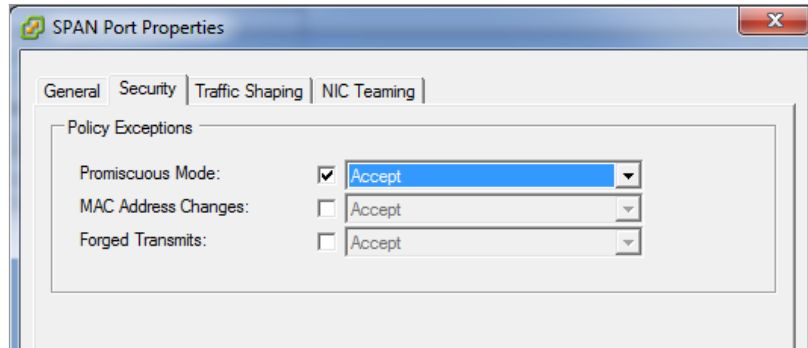 SPAN Port Properties
General Security Traffic Shaping NIC Teaming
Policy Exceptions
Promiscuous Mode: Accept
MAC Address Changes: Accept
Forged Transmits: Accept